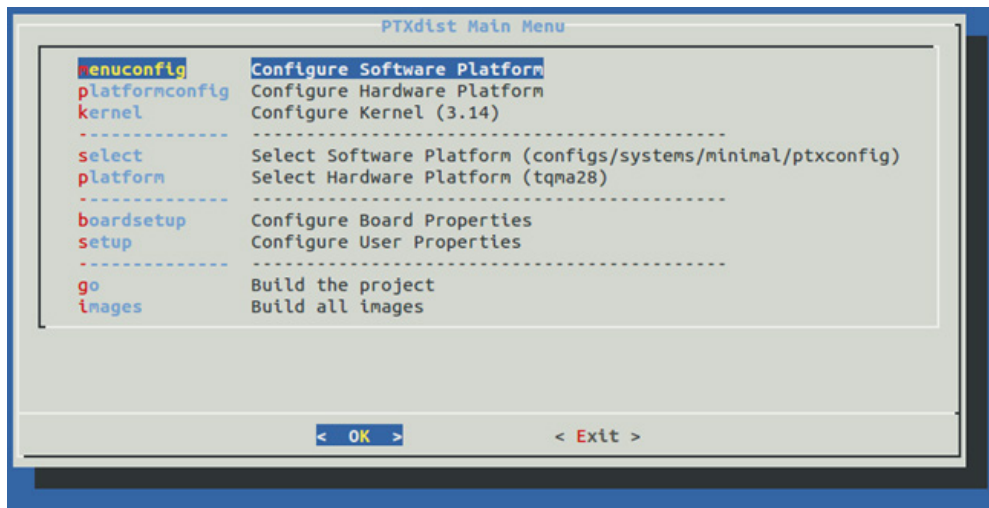 PTXdist Main Menu
menuconfig Configure Software Platform
platformconfig Configure Hardware Platform
kernel Configure Kernel (3.14)
-------------- --------------------------------------------
select Select Software Platform (configs/systems/minimal/ptxconfig)
platform Select Hardware Platform (tqma28)
-------------- --------------------------------------------
boardsetup Configure Board Properties
setup Configure User Properties
-------------- --------------------------------------------
go Build the project
images Build all images
< OK > < Exit >